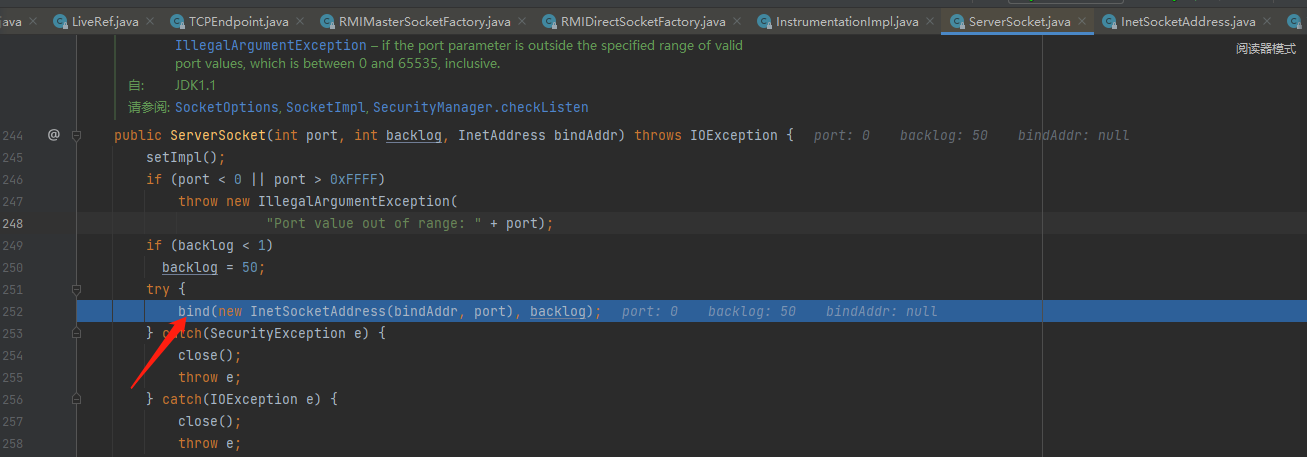 java LiveRef.java TCPEndpoint.java RMIMasterSocketFactory.java RMIDirectSocketFactory.java InstrumentationImpl.java ServerSocket.java InetSocketAddress.java
IllegalArgumentException – if the port parameter is outside the specified range of valid
阅读器模式
port values, which is between 0 and 65535, inclusive.
自: JDK1.1
请参阅: SocketOptions, SocketImpl, SecurityManager.checkListen
244 @ public ServerSocket(int port, int backlog, InetAddress bindAddr) throws IOException { port: 0 backlog: 50 bindAddr: null
245 setImpl();
246 if (port < 0 || port > 0xFFFF)
247 throw new IllegalArgumentException(
248 "Port value out of range: " + port);
249 if (backlog < 1)
250 backlog = 50;
251 try {
252 bind(new InetSocketAddress(bindAddr, port), backlog); port: 0 backlog: 50 bindAddr: null
253 } catch(SecurityException e) {
254 close();
255 throw e;
256 } catch(IOException e) {
257 close();
258 throw e;